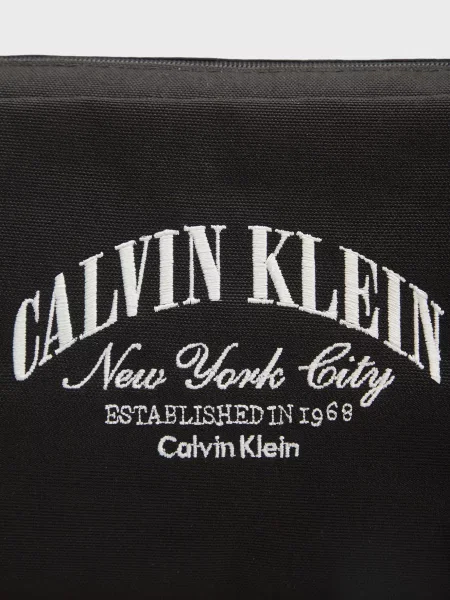 CALVIN KLEIN
New York City
ESTABLISHED IN 1968
Calvin Klein